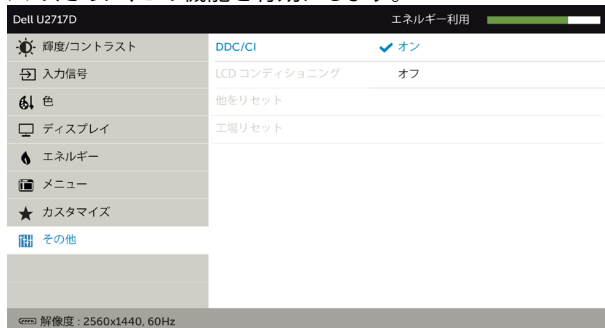 Dell U2717D エネルギー利用
輝度/コントラスト DDC/CI オン
入力信号 LCD コンディショニング オフ
色 他をリセット
ディスプレイ 工場リセット
エネルギー
メニュー
カスタマイズ
その他
解像度 : 2560x1440, 60Hz